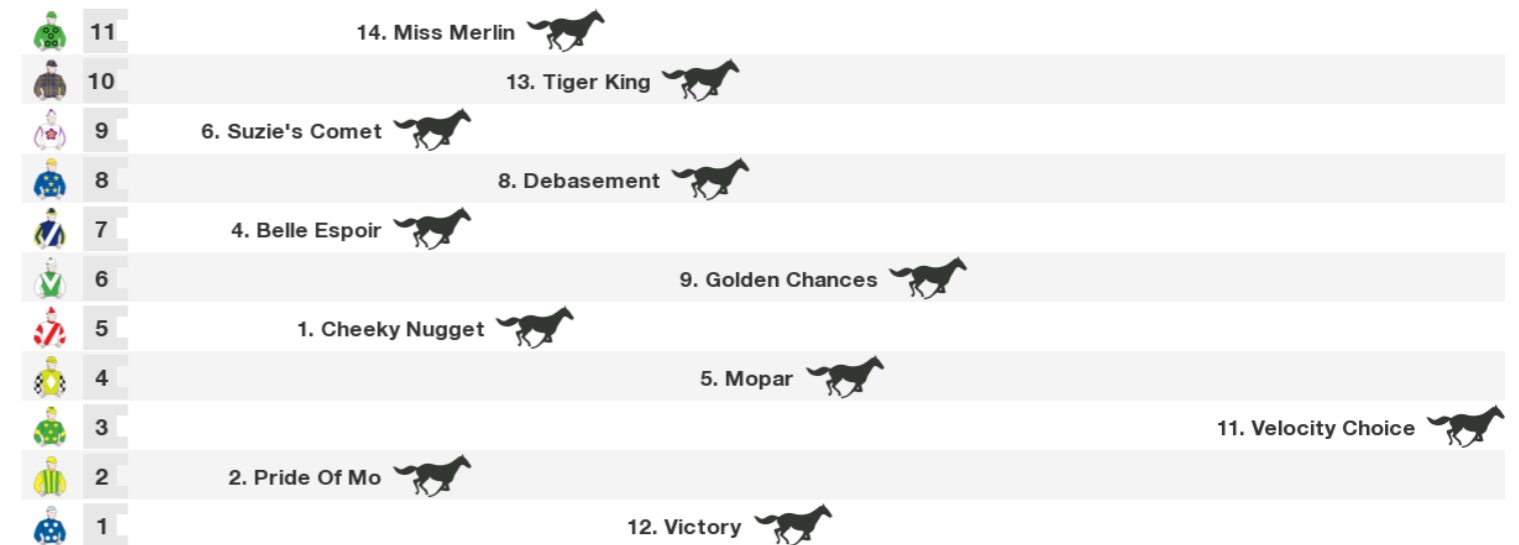 11 14. Miss Merlin
10 13. Tiger King
9 6. Suzie's Comet
8 8. Debasement
7 4. Belle Espoir
6 9. Golden Chances
5 1. Cheeky Nugget
4 5. Mopar
3 11. Velocity Choice
2 2. Pride Of Mo
1 12. Victory